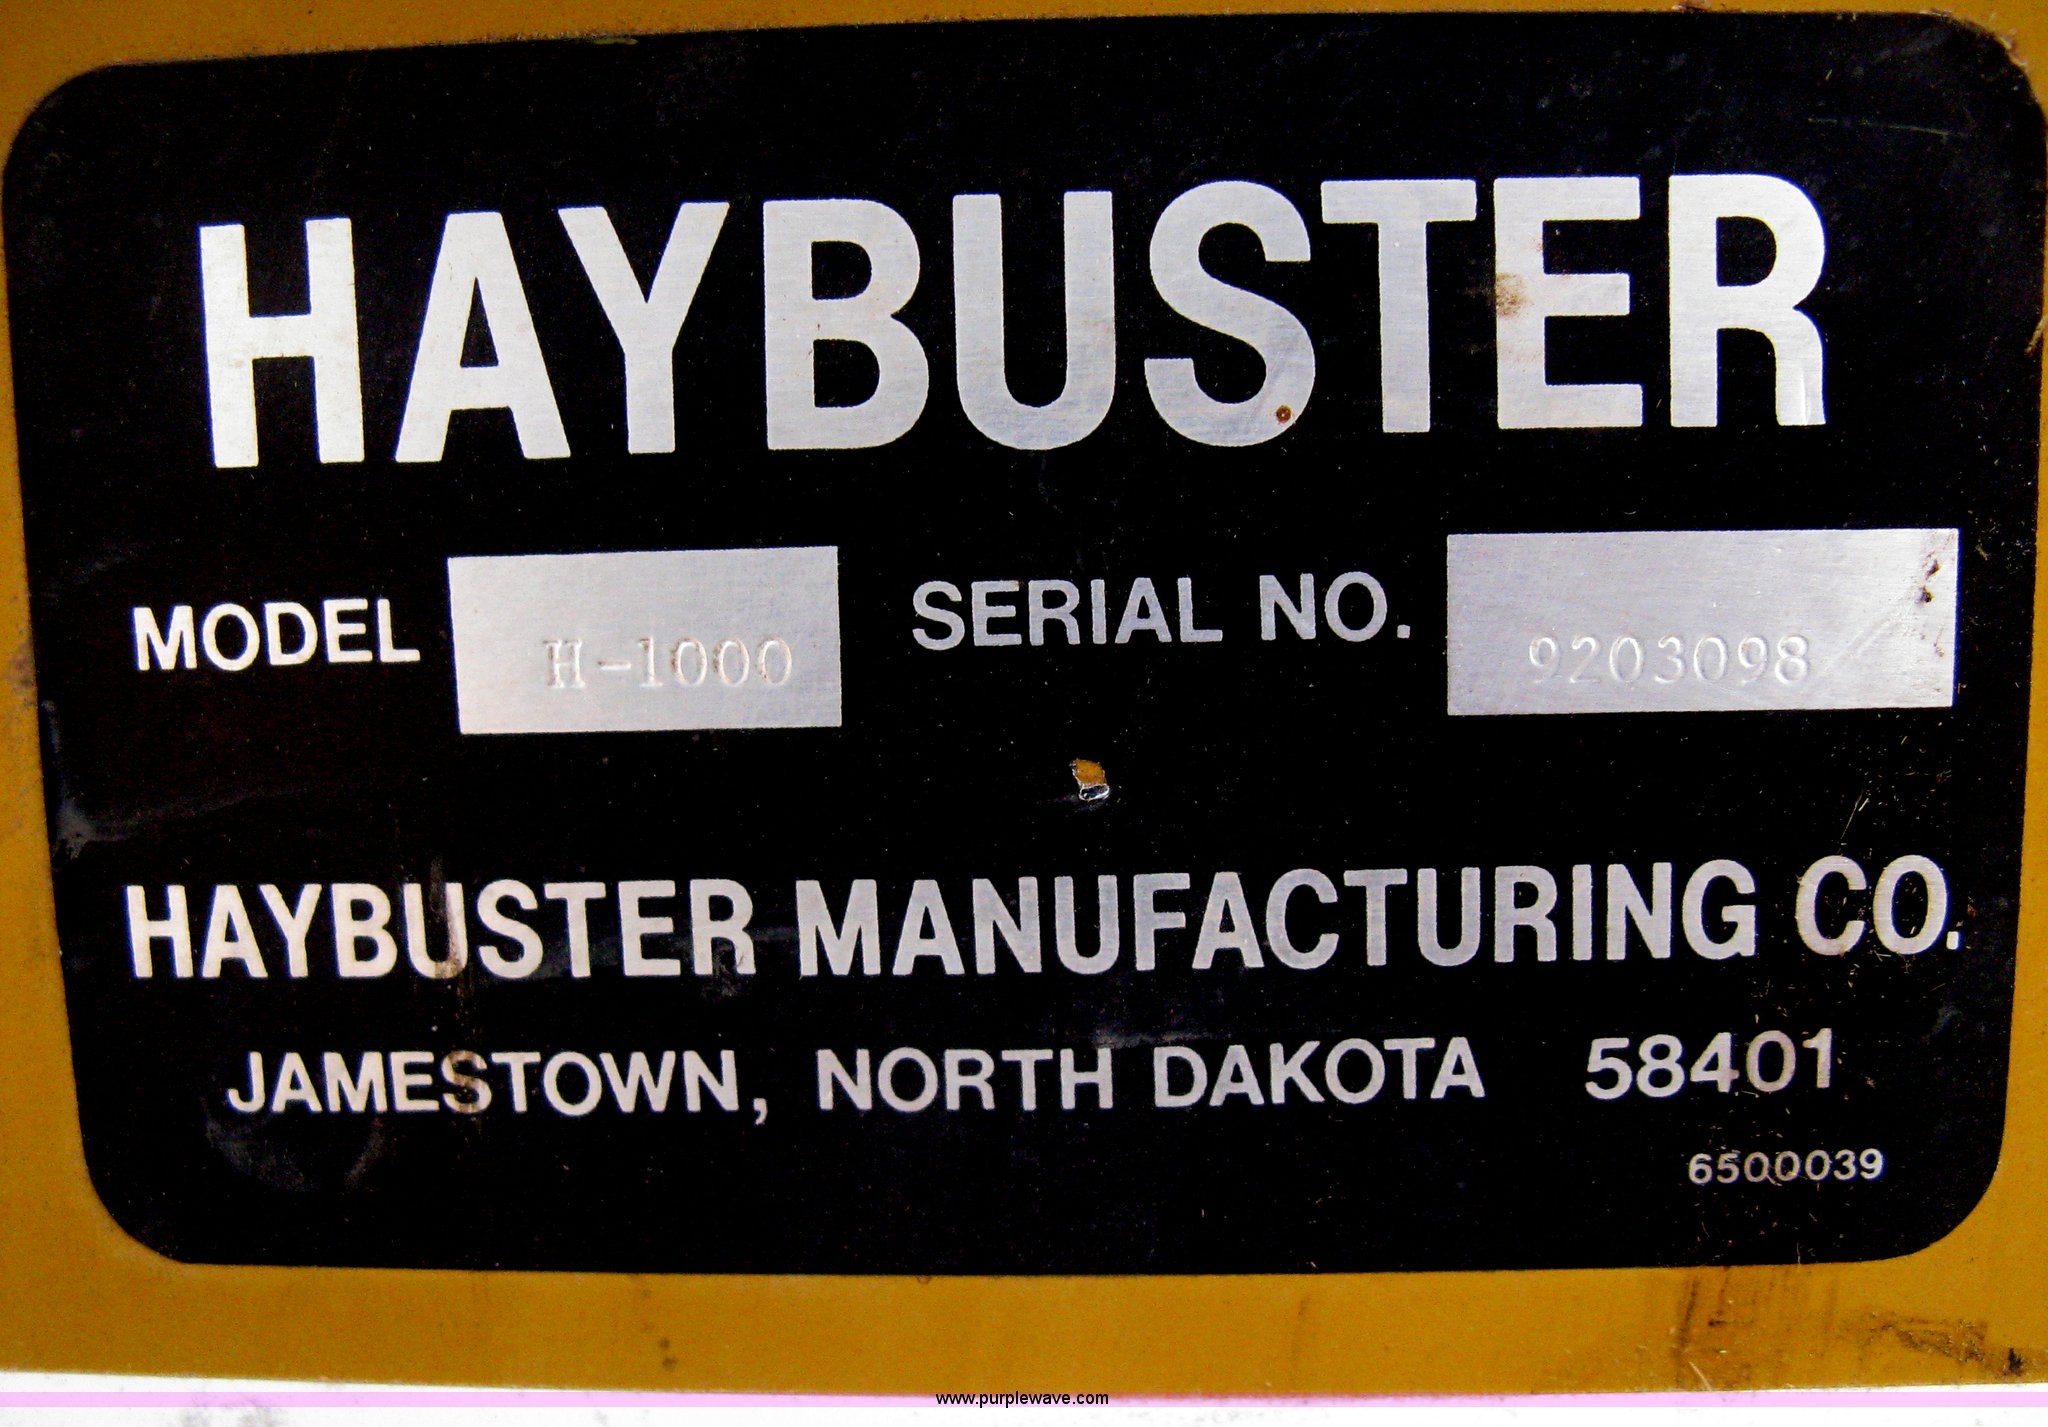 HAYBUSTER
MODEL H-1000 SERIAL NO. 9203098
HAYBUSTER MANUFACTURING CO.
JAMESTOWN, NORTH DAKOTA 58401
6500039
www.purplewave.com